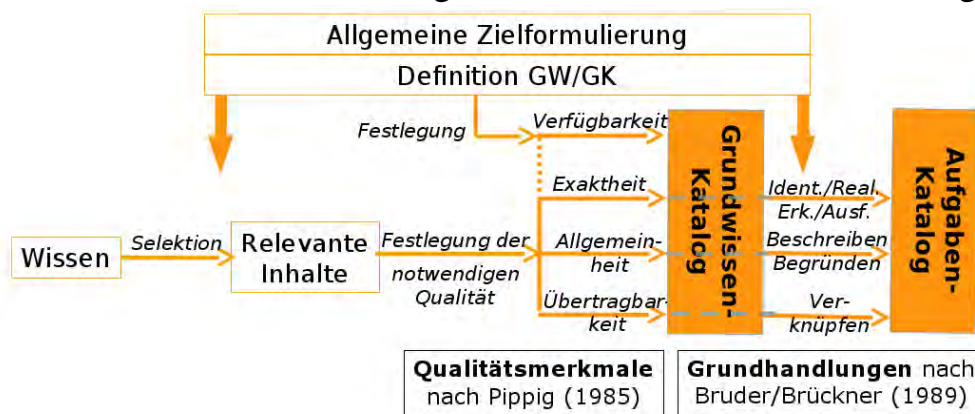 Allgemeine Zielformulierung
Definition GW/GK
Festlegung
Verfügbarkeit
Exaktheit
Wissen
Selektion
Relevante
Inhalte
Festlegung der
notwendigen
Qualität
Allgemein-
heit
Übertragbar-
keit
Grundwissen-
Katalog
Ident./Real.
Erk./Ausf.
Beschreiben
Begründen
Ver-
knüpfen
Aufgaben-
Katalog
Qualitätsmerkmale
nach Pippig (1985)
Grundhandlungen nach
Bruder/Brückner (1989)